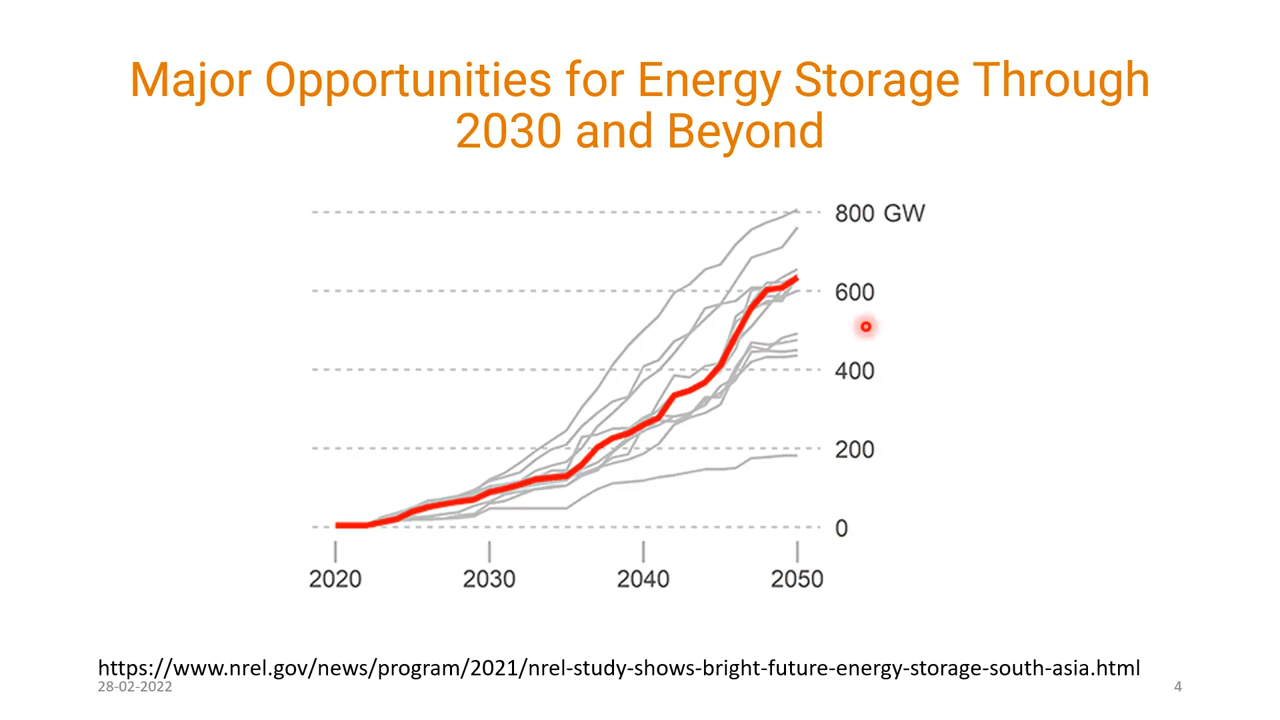 Major Opportunities for Energy Storage Through
2030 and Beyond
800 GW
600
400
200
0
2020 2030 2040 2050
https://www.nrel.gov/news/program/2021/nrel-study-shows-bright-future-energy-storage-south-asia.html
28-02-2022 4